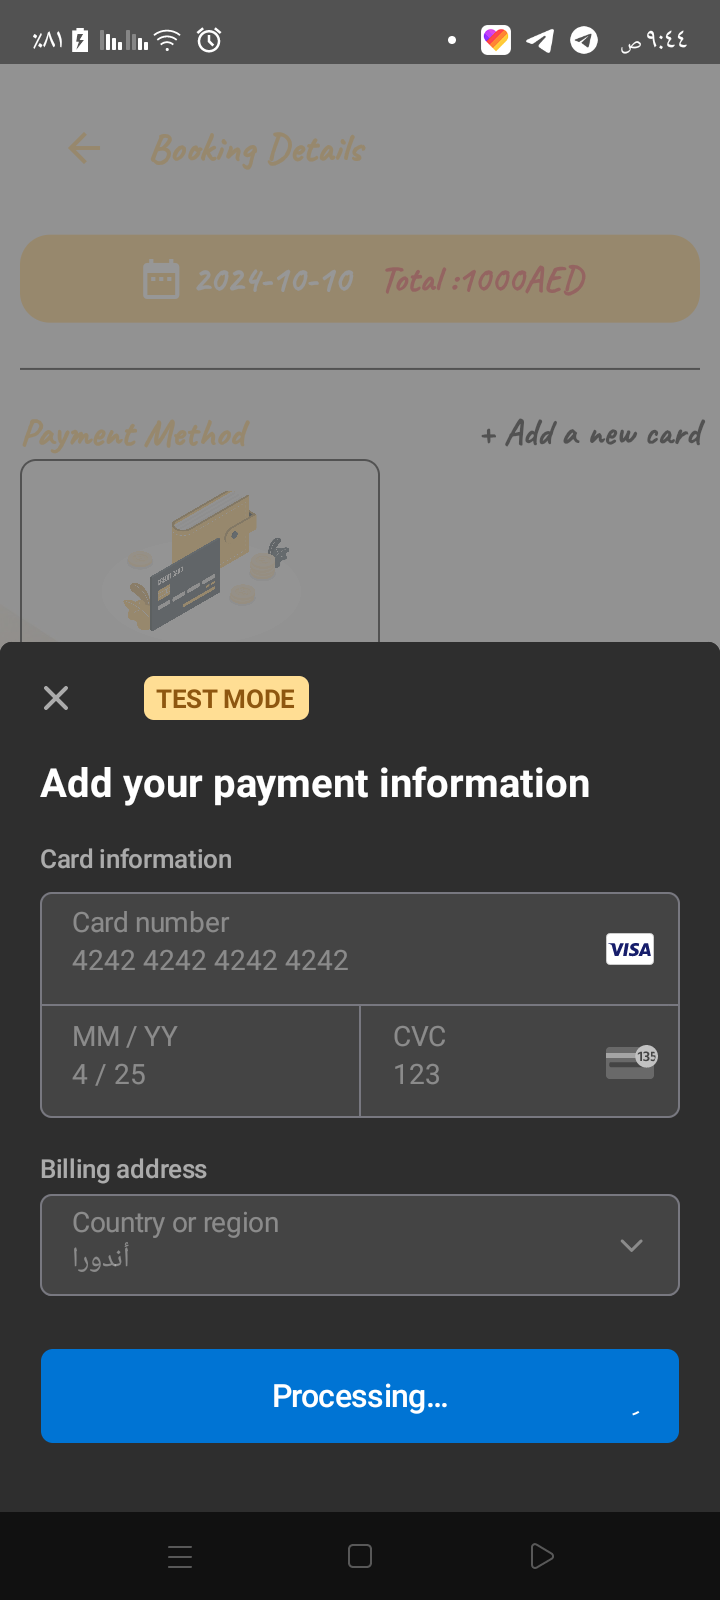 ٪٨١ ٩:٤٤ ص
Booking Details
2024-10-10 Total :1000AED
Payment Method + Add a new card
TEST MODE
Add your payment information
Card information
Card number
4242 4242 4242 4242 VISA
MM / YY CVC
4 / 25 123 135
Billing address
Country or region
أندورا
Processing...